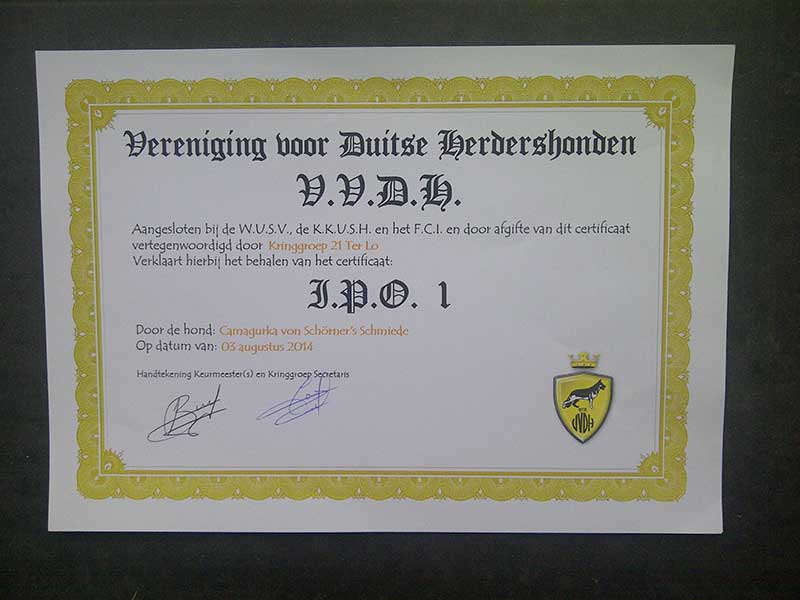 Vereniging voor Duitse Herdershonden
V.V.D.H.
Aangesloten bij de W.U.S.V., de K.K.U.S.H. en het F.C.I. en door afgifte van dit certificaat
vertegenwoordigd door Kringgroep 21 Ter Lo
Verklaart hierbij het behalen van het certificaat:
I.P.O. 1
Door de hond: Camagurka von Schörner's Schmiede
Op datum van: 03 augustus 2014
Handtekening Keurmeester(s) en Kringgroep Secretaris
VVDH